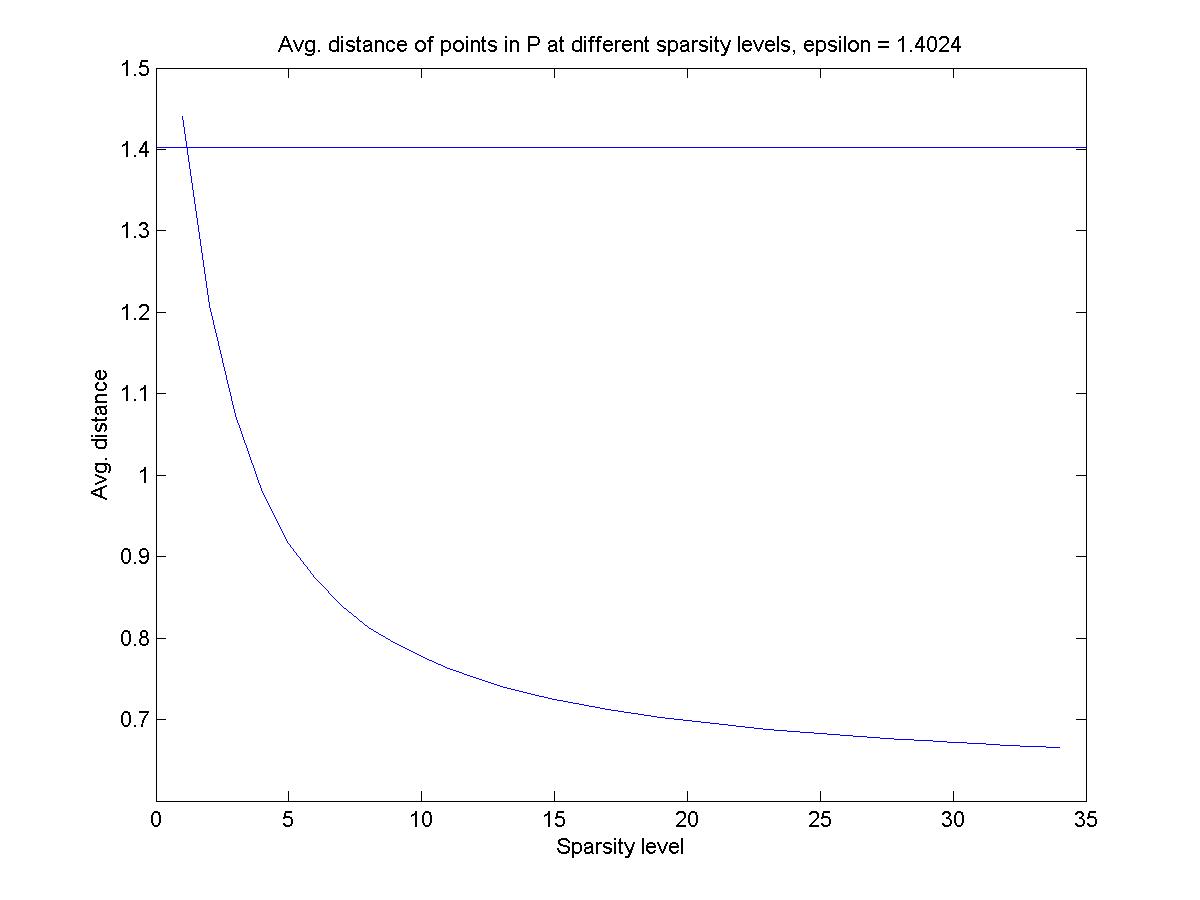 Avg. distance of points in P at different sparsity levels, epsilon = 1.4024
1.5
1.4
1.3
1.2
1.1
1
0.9
0.8
0.7
Avg. distance
0 5 10 15 20 25 30 35
Sparsity level